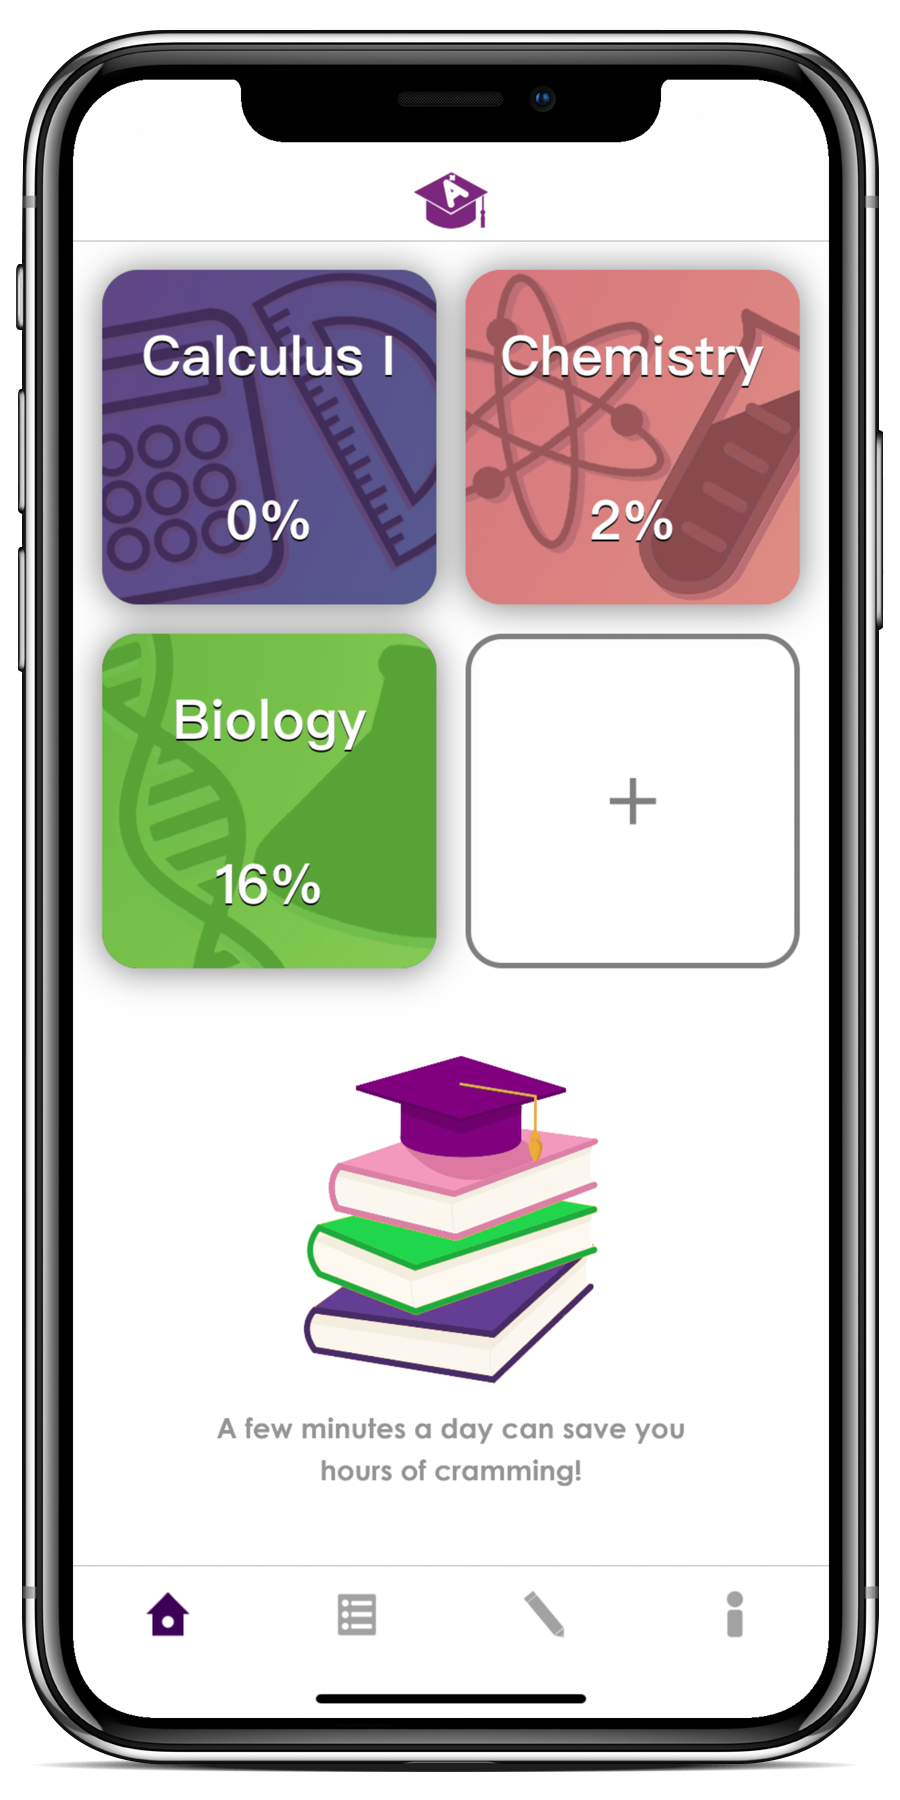 A+
Calculus I
Chemistry
0%
2%
Biology
16%
+
A few minutes a day can save you
hours of cramming!